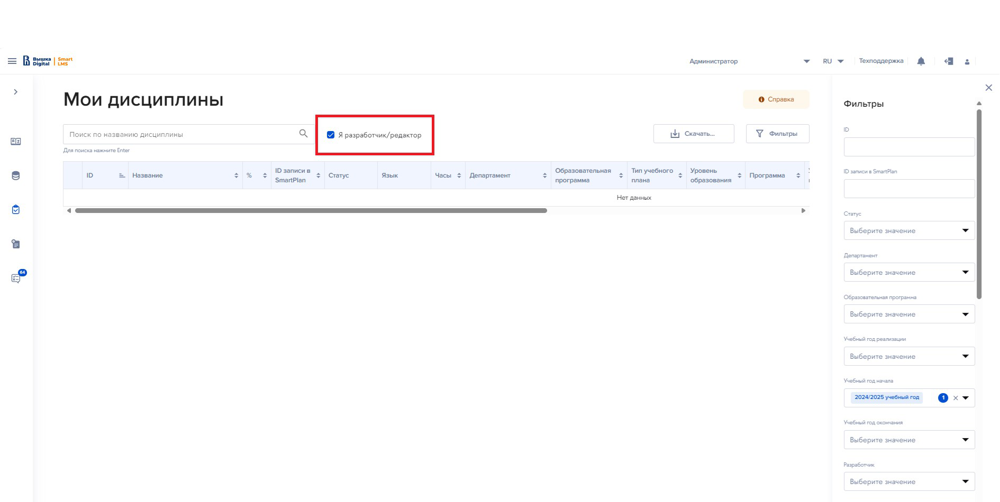 Вышка Digital | Smart LMS
Администратор
RU
Техподдержка
Мои дисциплины
Справка
Поиск по названию дисциплины
Я разработчик/редактор
Скачать...
Фильтры
Для поиска нажмите Enter
ID
Название
%
ID записи в SmartPlan
Статус
Язык
Часы
Департамент
Образовательная программа
Тип учебного плана
Уровень образования
Программа
Нет данных
64
Фильтры
ID
ID записи в SmartPlan
Статус
Выберите значение
Департамент
Выберите значение
Образовательная программа
Выберите значение
Учебный год реализации
Выберите значение
Учебный год начала
2024/2025 учебный год
1
Учебный год окончания
Выберите значение
Разработчик
Выберите значение